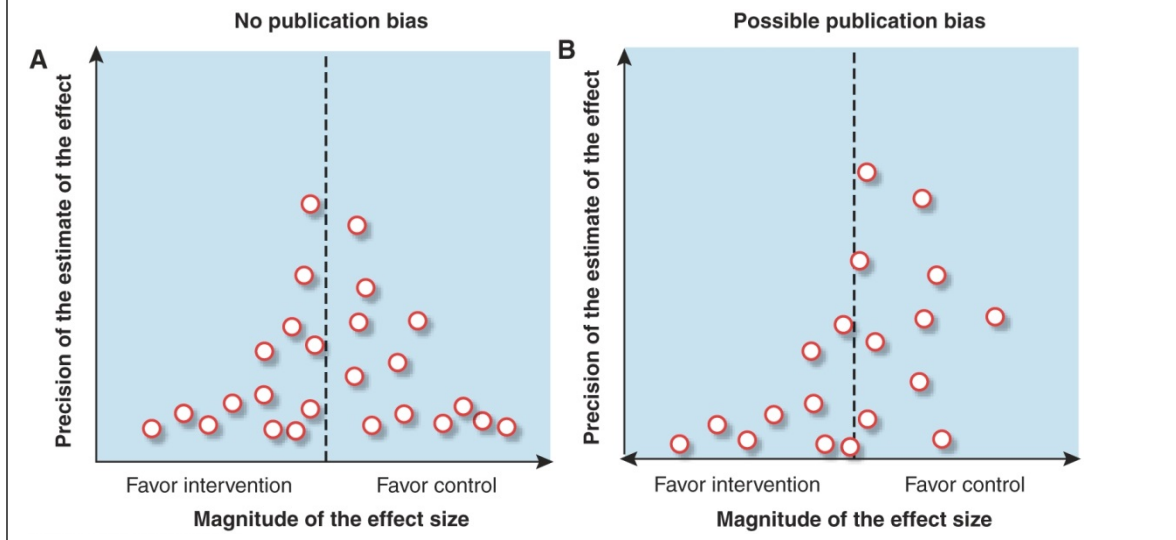 No publication bias
A
Precision of the estimate of the effect
Favor intervention
Favor control
Magnitude of the effect size
Possible publication bias
B
Precision of the estimate of the effect
Favor intervention
Favor control
Magnitude of the effect size